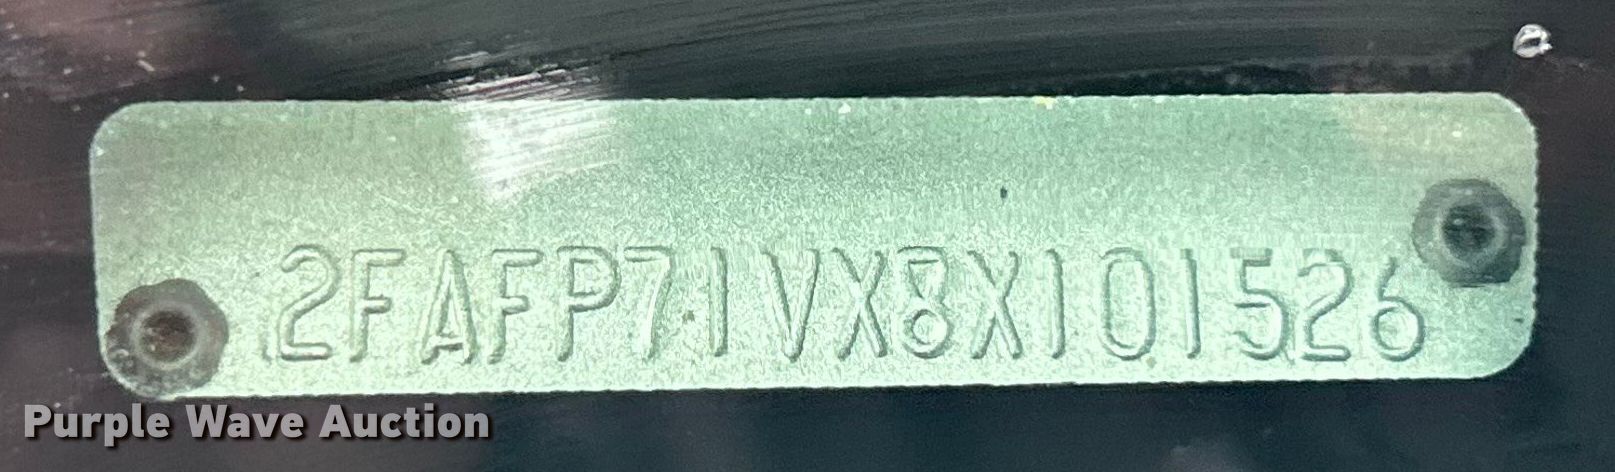 2FAFP71VX8X101526
Purple Wave Auction